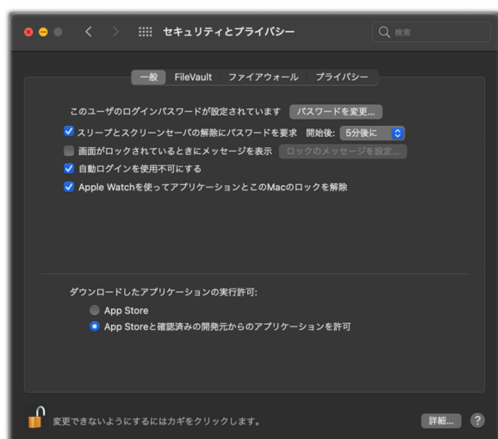 セキュリティとプライバシー
検索
一般 FileVault ファイアウォール プライバシー
このユーザのログインパスワードが設定されています パスワードを変更...
スリープとスクリーンセーバの解除にパスワードを要求 開始後: 5分後に
画面がロックされているときにメッセージを表示 ロックのメッセージを設定...
自動ログインを使用不可にする
Apple Watchを使ってアプリケーションとこのMacのロックを解除
ダウンロードしたアプリケーションの実行許可:
App Store
App Storeと確認済みの開発元からのアプリケーションを許可
変更できないようにするにはカギをクリックします。
詳細... ?